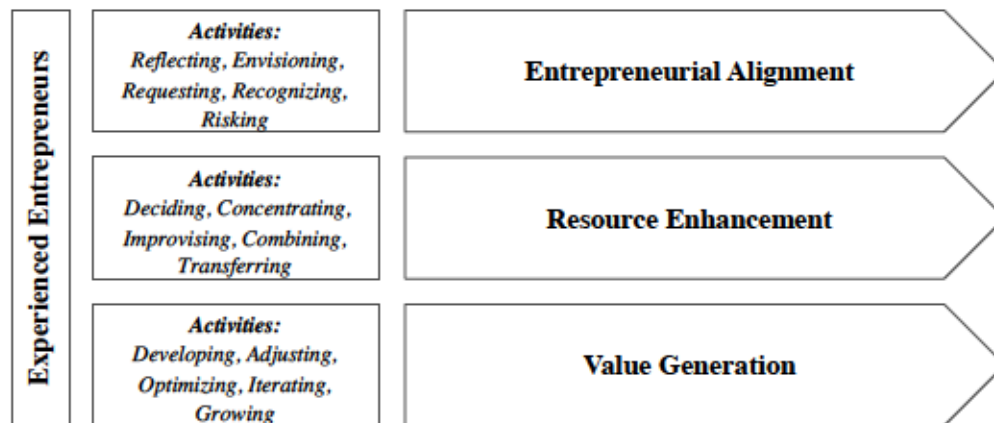 Experienced Entrepreneurs
Activities:
Reflecting, Envisioning,
Requesting, Recognizing,
Risking
Entrepreneurial Alignment
Activities:
Deciding, Concentrating,
Improvising, Combining,
Transferring
Resource Enhancement
Activities:
Developing, Adjusting,
Optimizing, Iterating,
Growing
Value Generation